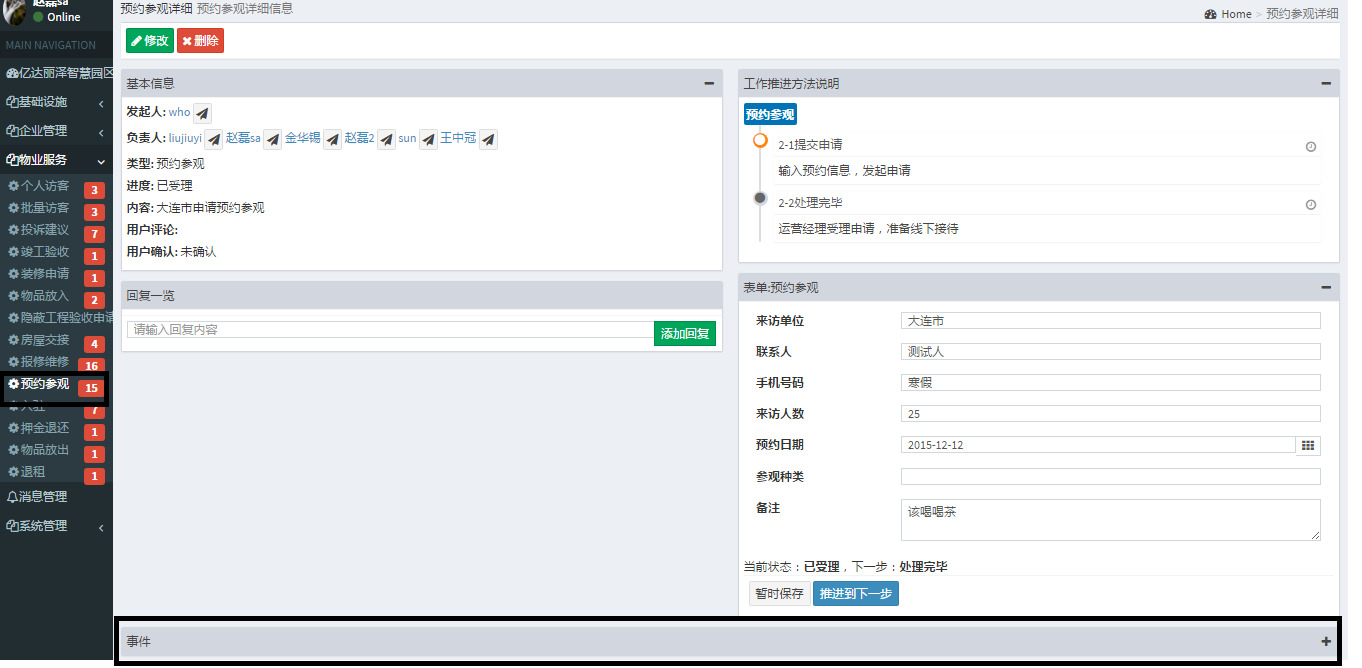 赵磊sa
Online
MAIN NAVIGATION
亿达丽泽智慧园区
基础设施
企业管理
物业服务
个人访客 3
批量访客 3
投诉建议 7
竣工验收 1
装修申请 1
物品放入 2
隐蔽工程验收申请
房屋交接 4
报修维修 16
预约参观 15
入驻 7
押金退还 1
物品放出 1
退租 1
消息管理
系统管理
预约参观详细 预约参观详细信息
Home > 预约参观详细
修改 删除
基本信息
发起人: who
负责人: liujiuyi 赵磊sa 金华锡 赵磊2 sun 王中冠
类型: 预约参观
进度: 已受理
内容: 大连市申请预约参观
用户评论:
用户确认: 未确认
回复一览
请输入回复内容 添加回复
工作推进方法说明
预约参观
2-1提交申请
输入预约信息，发起申请
2-2处理完毕
运营经理受理申请，准备线下接待
表单:预约参观
来访单位 大连市
联系人 测试人
手机号码 寒假
来访人数 25
预约日期 2015-12-12
参观种类
备注 该喝喝茶
当前状态：已受理，下一步：处理完毕
暂时保存 推进到下一步
事件